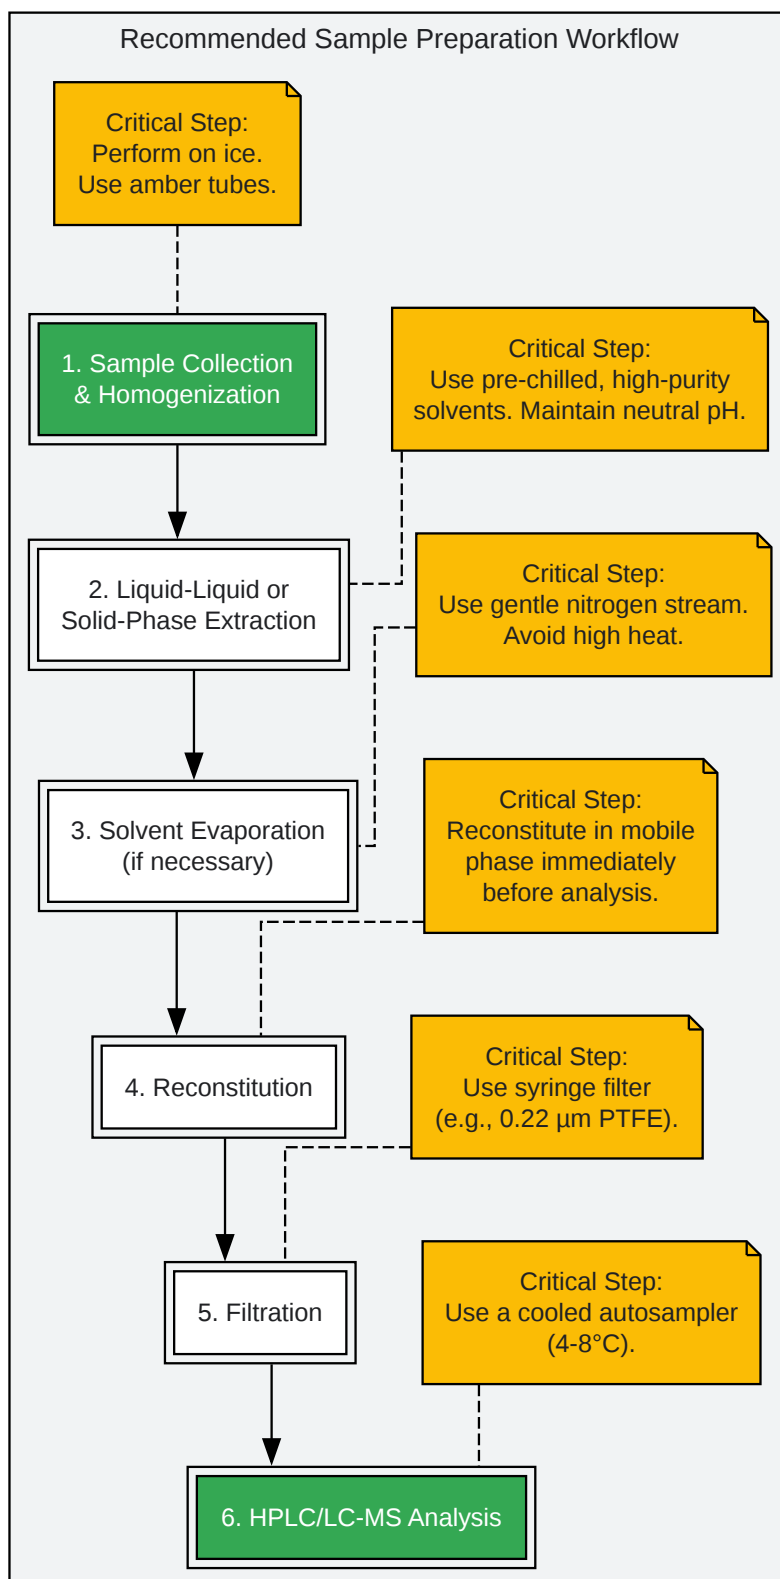 Recommended Sample Preparation Workflow
Critical Step:
Perform on ice.
Use amber tubes.
1. Sample Collection
& Homogenization
Critical Step:
Use pre-chilled, high-purity
solvents. Maintain neutral pH.
2. Liquid-Liquid or
Solid-Phase Extraction
Critical Step:
Use gentle nitrogen stream.
Avoid high heat.
3. Solvent Evaporation
(if necessary)
Critical Step:
Reconstitute in mobile
phase immediately
before analysis.
4. Reconstitution
Critical Step:
Use syringe filter
(e.g., 0.22 µm PTFE).
5. Filtration
Critical Step:
Use a cooled autosampler
(4-8°C).
6. HPLC/LC-MS Analysis